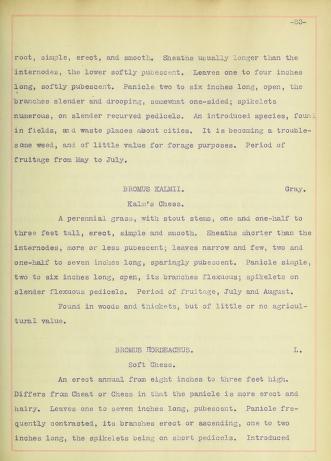 -83-
root, simple, erect, and smooth. Sheaths usually longer than the
internodes, the lower softly pubescent. Leaves one to four inches
long, softly pubescent. Panicle two to six inches long, open, the
branches slender and drooping, somewhat one-sided; spikelets
numerous, on slender recurved pedicels. An introduced species, found
in fields, and waste places about cities. It is becoming a trouble-
some weed, and of little value for forage purposes. Period of
fruitage from May to July.
BROMUS KALMII. Gray.
Kalm's Chess.
A perennial grass, with stout stems, one and one-half to
three feet tall, erect, simple and smooth. Sheaths shorter than the
internodes, more or less pubescent; leaves narrow and few, two and
one-half to seven inches long, sparingly pubescent. Panicle simple,
two to six inches long, open, its branches flexuous; spikelets on
slender flexuous pedicels. Period of fruitage, July and August.
Found in woods and thickets, but of little or no agricul-
tural value.
BROMUS HORDEACEUS. L.
Soft Chess.
An erect annual from eight inches to three feet high.
Differs from Cheat or Chess in that the panicle is more erect and
hairy. Leaves one to seven inches long, pubescent. Panicle fre-
quently contrasted, its branches erect or ascending, one to two
inches long, the spikelets being on short pedicels. Introduced